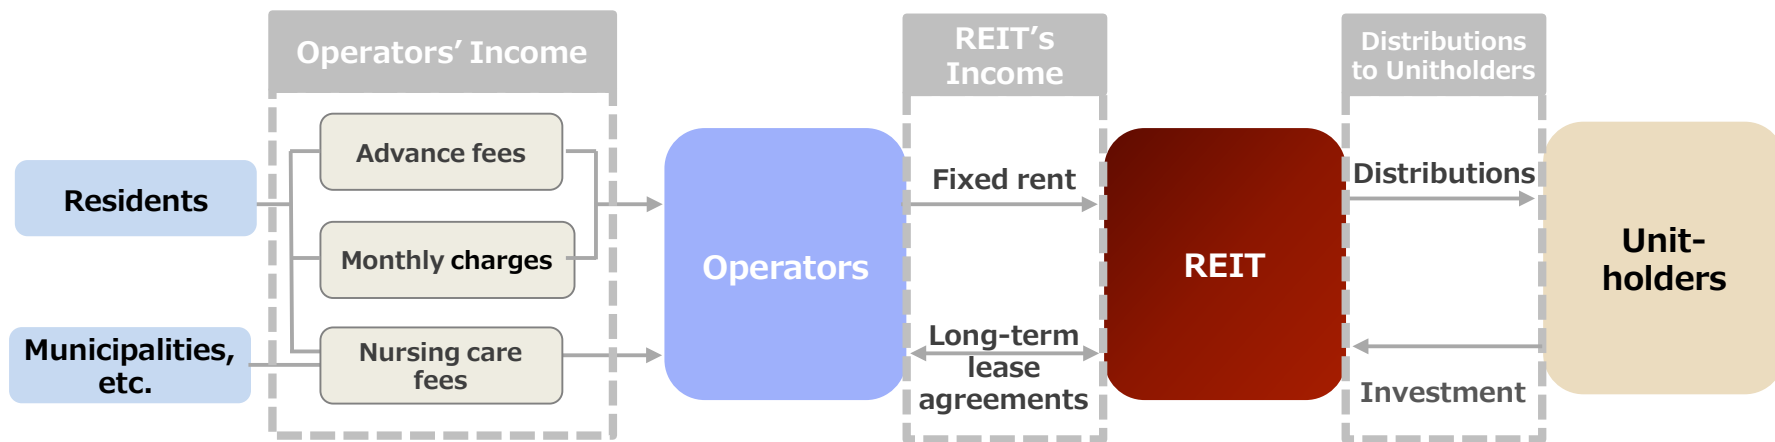 Operators’ Income
REIT’s
Income
Distributions
to Unitholders
Residents
Municipalities,
etc.
Advance fees
Monthly charges
Nursing care
fees
Operators
Fixed rent
Long-term
lease
agreements
REIT
Distributions
Investment
Unit-
holders